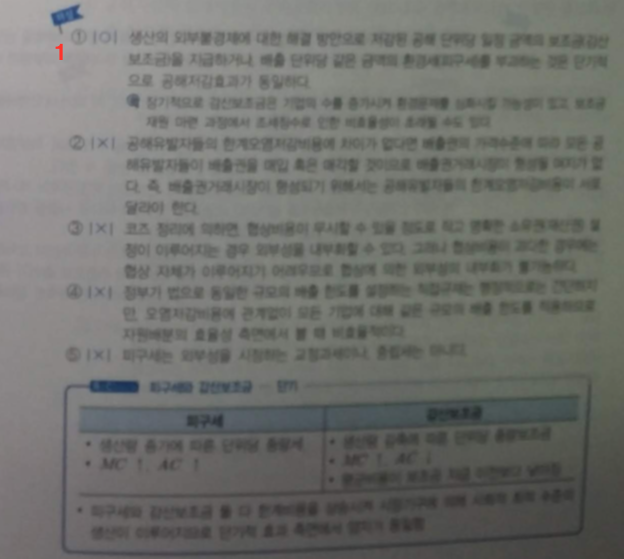 해설
1
① |O| 생산의 외부불경제에 대한 해결 방안으로 저감된 공해 단위당 일정 금액의 보조금(감산
보조금)을 지급하거나, 배출 단위당 같은 금액의 환경세(피구세)를 부과하는 것은 단기적
으로 공해저감효과가 동일하다.
장기적으로 감산보조금은 기업의 수를 증가시켜 환경문제를 심화시킬 가능성이 있고, 보조금
재원 마련 과정에서 조세징수로 인한 비효율성이 초래될 수도 있다.
② |X| 공해유발자들의 한계오염저감비용에 차이가 없다면 배출권의 가격수준에 따라 모든 공
해유발자들이 배출권을 매입 혹은 매각할 것이므로 배출권거래시장이 형성될 여지가 없
다. 즉, 배출권거래시장이 형성되기 위해서는 공해유발자들의 한계오염저감비용이 서로
달라야 한다.
③ |X| 코즈 정리에 의하면, 협상비용이 무시할 수 있을 정도로 작고 명확한 소유권(재산권) 설
정이 이루어지는 경우 외부성을 내부화할 수 있다. 그러나 협상비용이 과다한 경우에는
협상 자체가 이루어지기 어려우므로 협상에 의한 외부성의 내부화가 불가능하다.
④ |X| 정부가 법으로 동일한 규모의 배출 한도를 설정하는 직접규제는 행정적으로는 간단하지
만, 오염저감비용에 관계없이 모든 기업에 대해 같은 규모의 배출 한도를 적용하므로
자원배분의 효율성 측면에서 볼 때 비효율적이다.
⑤ |X| 피구세는 외부성을 시정하는 교정과세이나, 중립세는 아니다.
피구세와 감산보조금 — 단기
피구세 감산보조금
• 생산량 증가에 따른 단위당 종량세 • 생산량 감축에 따른 단위당 종량보조금
• MC ↑, AC ↑ • MC ↑, AC ↓
• 평균비용이 보조금 지급 이전보다 낮아짐
• 피구세와 감산보조금 둘 다 한계비용을 상승시켜 시장기구에 의해 사회적 최적 수준의
생산이 이루어지므로 단기적 효과 측면에서 양자가 동일함